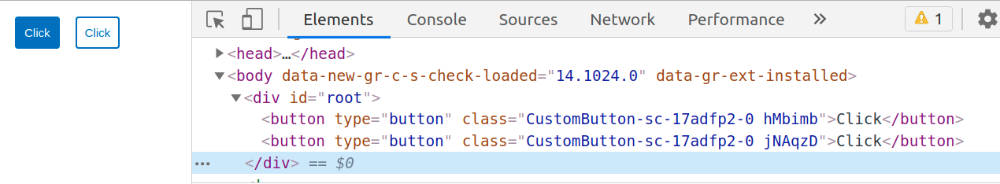 Click Click
Elements Console Sources Network Performance » 1
<head>…</head>
<body data-new-gr-c-s-check-loaded="14.1024.0" data-gr-ext-installed>
<div id="root">
<button type="button" class="CustomButton-sc-17adfp2-0 hMbimb">Click</button>
<button type="button" class="CustomButton-sc-17adfp2-0 jNAqzD">Click</button>
</div> == $0